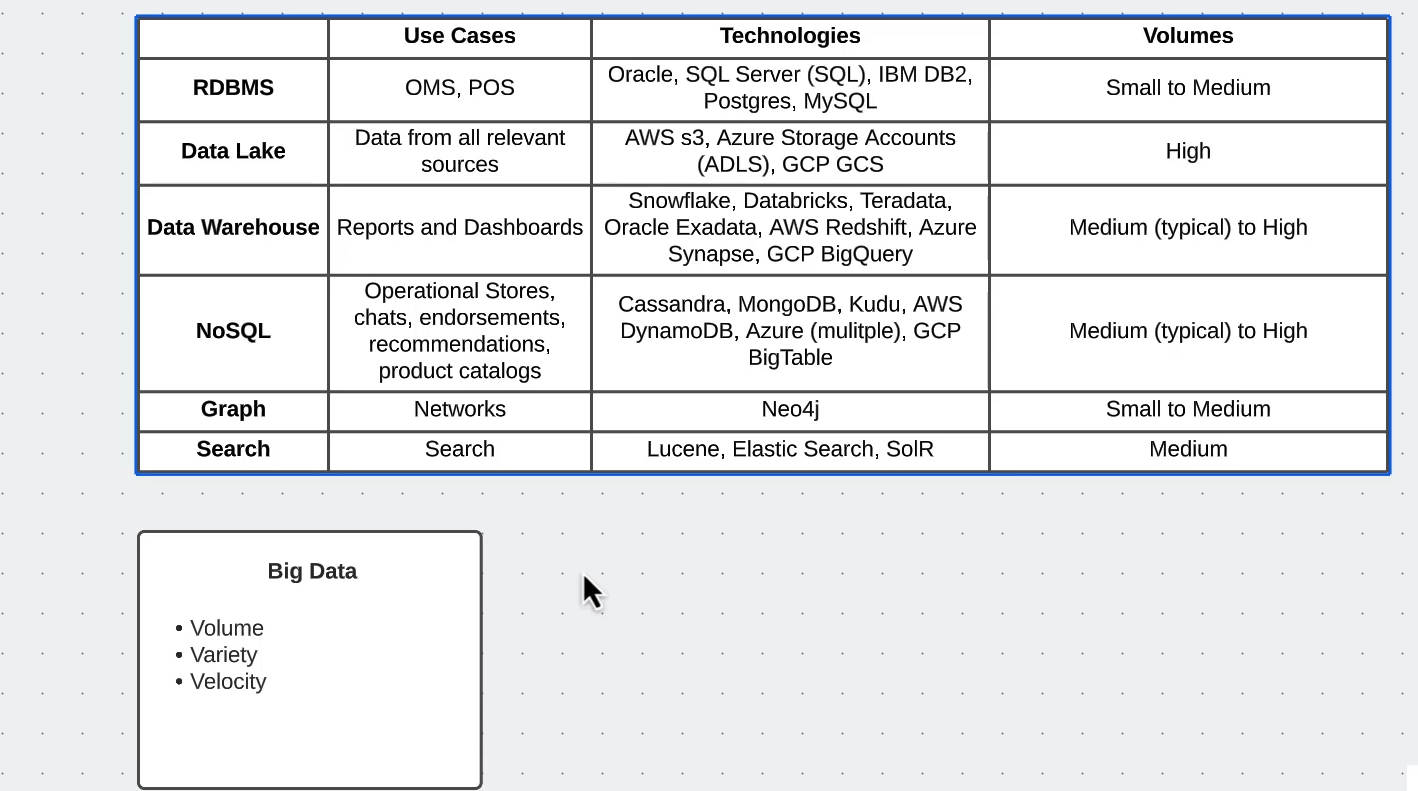 Use Cases Technologies Volumes
RDBMS
OMS, POS
Oracle, SQL Server (SQL), IBM DB2,
Postgres, MySQL
Small to Medium
Data Lake
Data from all relevant
sources
AWS s3, Azure Storage Accounts
(ADLS), GCP GCS
High
Data Warehouse
Reports and Dashboards
Snowflake, Databricks, Teradata,
Oracle Exadata, AWS Redshift, Azure
Synapse, GCP BigQuery
Medium (typical) to High
NoSQL
Operational Stores,
chats, endorsements,
recommendations,
product catalogs
Cassandra, MongoDB, Kudu, AWS
DynamoDB, Azure (mulitple), GCP
BigTable
Medium (typical) to High
Graph
Networks
Neo4j
Small to Medium
Search
Search
Lucene, Elastic Search, SolR
Medium
Big Data
• Volume
• Variety
• Velocity